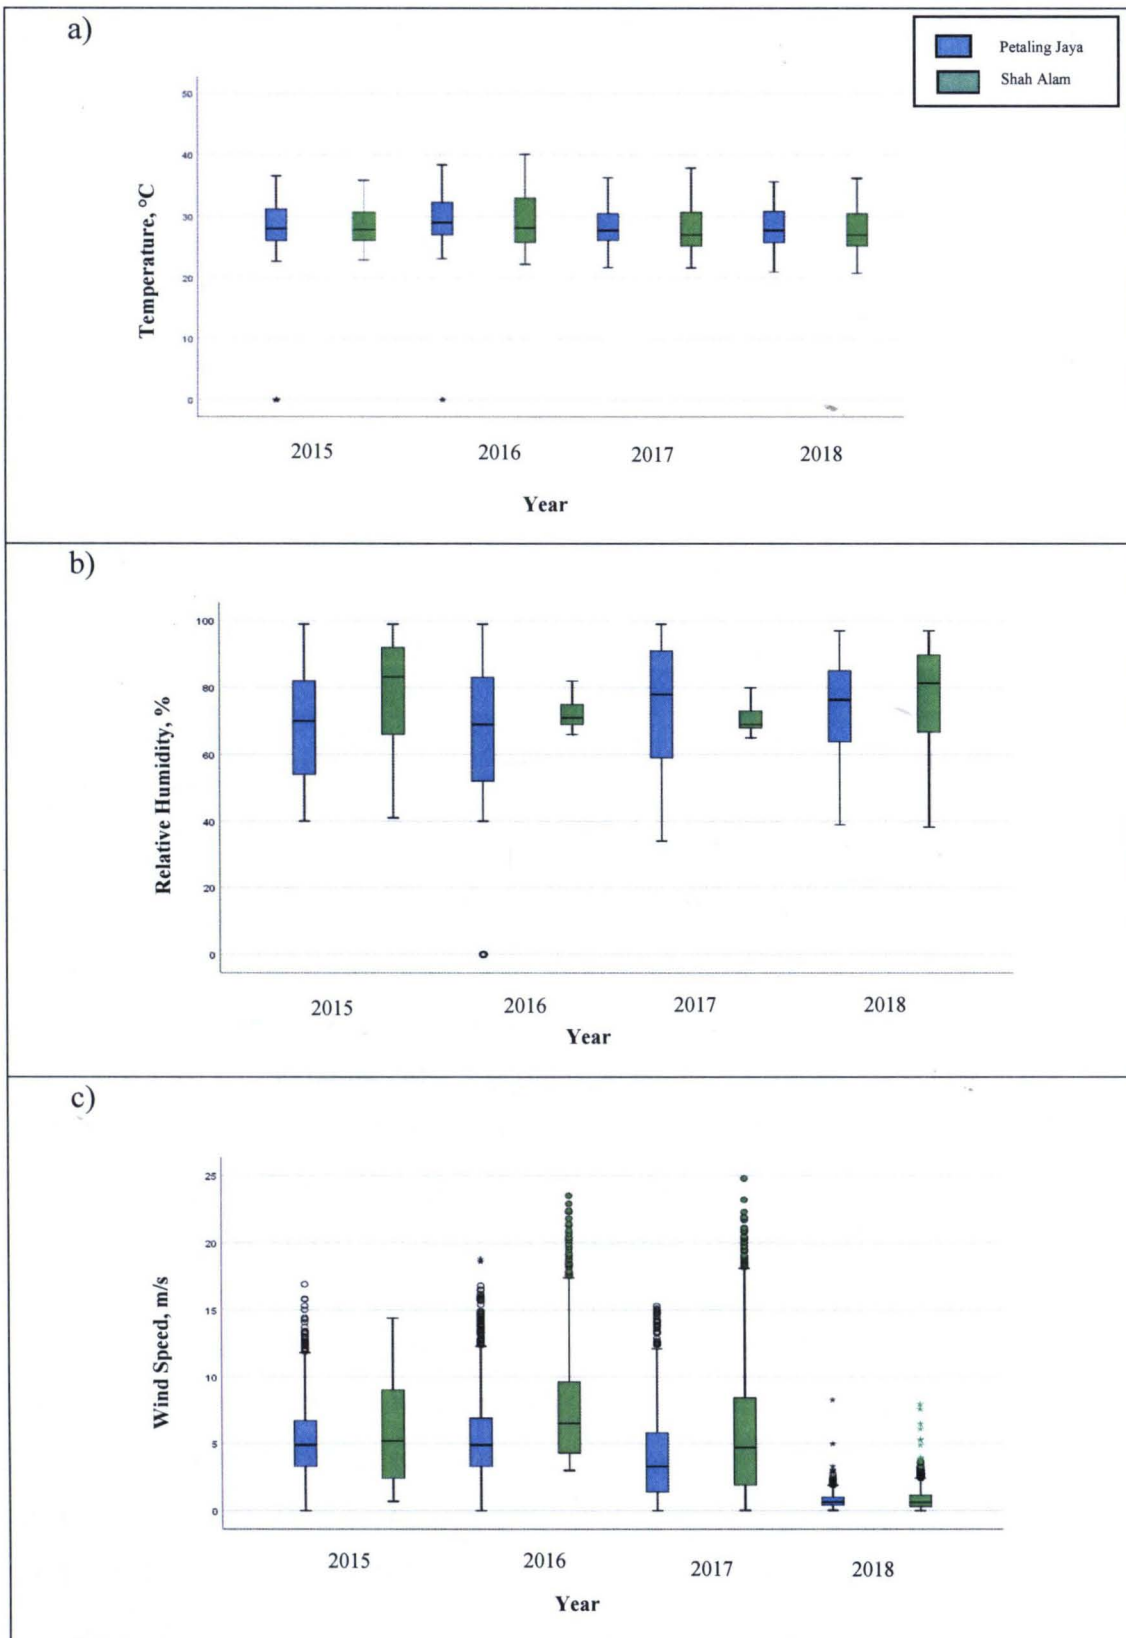 a)
Petaling Jaya
Shah Alam
50
40
30
20
10
0
Temperature, °C
2015 2016 2017 2018
Year
b)
100
80
60
40
20
0
Relative Humidity, %
2015 2016 2017 2018
Year
c)
25
20
15
10
5
0
Wind Speed, m/s
2015 2016 2017 2018
Year